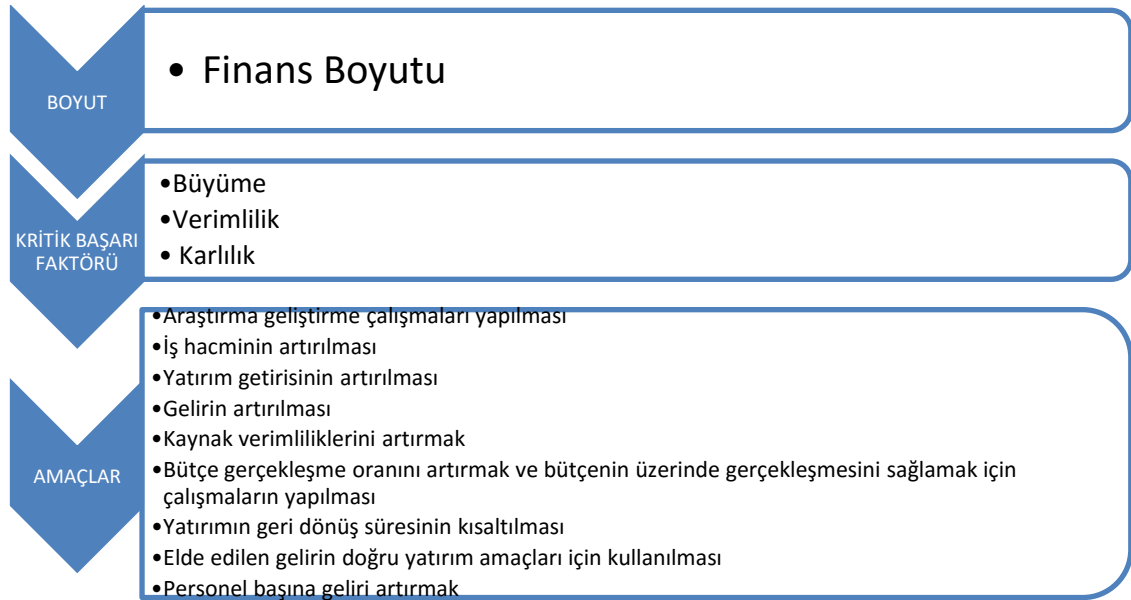 BOYUT
• Finans Boyutu
KRİTİK BAŞARI
FAKTÖRÜ
•Büyüme
•Verimlilik
• Karlılık
AMAÇLAR
•Araştırma geliştirme çalışmaları yapılması
•İş hacminin artırılması
•Yatırım getirisinin artırılması
•Gelirin artırılması
•Kaynak verimliliklerini artırmak
•Bütçe gerçekleşme oranını artırmak ve bütçenin üzerinde gerçekleşmesini sağlamak için
çalışmaların yapılması
•Yatırımın geri dönüş süresinin kısaltılması
•Elde edilen gelirin doğru yatırım amaçları için kullanılması
•Personel başına geliri artırmak